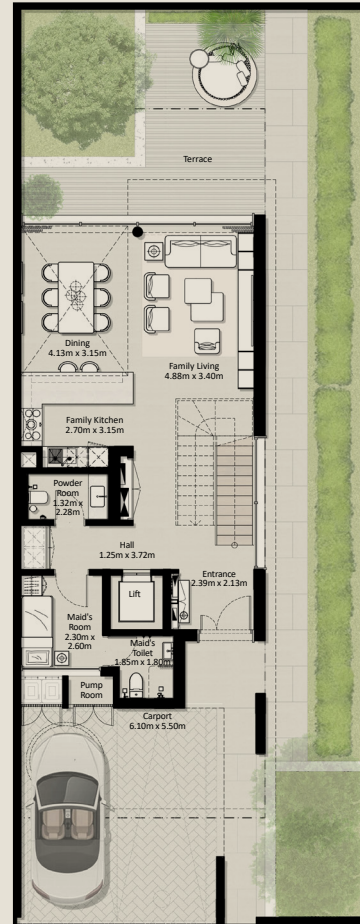 Terrace
Dining
4.13m x 3.15m
Family Living
4.88m x 3.40m
Family Kitchen
2.70m x 3.15m
Powder
Room
1.32m x
2.28m
Hall
1.25m x 3.72m
Entrance
2.39m x 2.13m
Lift
Maid's
Room
2.30m x
2.60m
Maid's
Toilet
1.85m x 1.80m
Pump
Room
Carport
6.10m x 5.50m